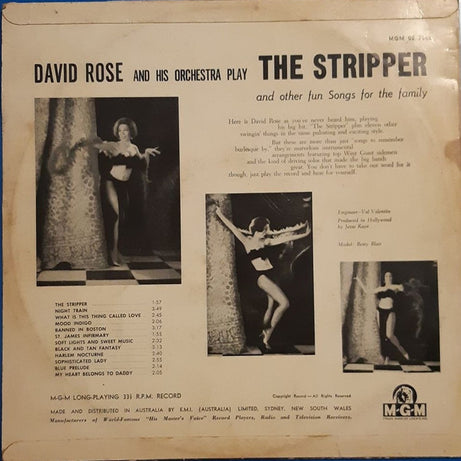 DAVID ROSE AND HIS ORCHESTRA PLAY THE STRIPPER
and other fun Songs for the family
Here is David Rose as you've never heard him, playing
his big hit "The Stripper" plus eleven other
swingin' things in the same pulsating and exciting style.
But these are more than just "songs to remember
burlesque by," they're marvelous instrumental
arrangements featuring top West Coast sidemen
and the kind of driving solos that made the big bands
great. You don't have to take our word for it
though, just play the record and hear for yourself.
Engineer—Val Valentin
Produced in Hollywood
by Jesse Kaye
Model: Betty Blue
THE STRIPPER 1:57
NIGHT TRAIN 3:49
WHAT IS THIS THING CALLED LOVE 2:45
MOOD INDIGO 2:06
BANNED IN BOSTON 3:17
ST. JAMES INFIRMARY 1:55
SOFT LIGHTS AND SWEET MUSIC 2:32
BLACK AND TAN FANTASY 3:13
HARLEM NOCTURNE 2:40
SOPHISTICATED LADY 2:55
BLUE PRELUDE 2:14
MY HEART BELONGS TO DADDY 2:05
M-G-M LONG-PLAYING 33⅓ R.P.M. RECORD
Copyright Record — All Rights Reserved.
MADE AND DISTRIBUTED IN AUSTRALIA BY E.M.I. (AUSTRALIA) LIMITED, SYDNEY, NEW SOUTH WALES
Manufacturers of World-Famous "His Master's Voice" Record Players, Radio and Television Receivers.
M-G-M